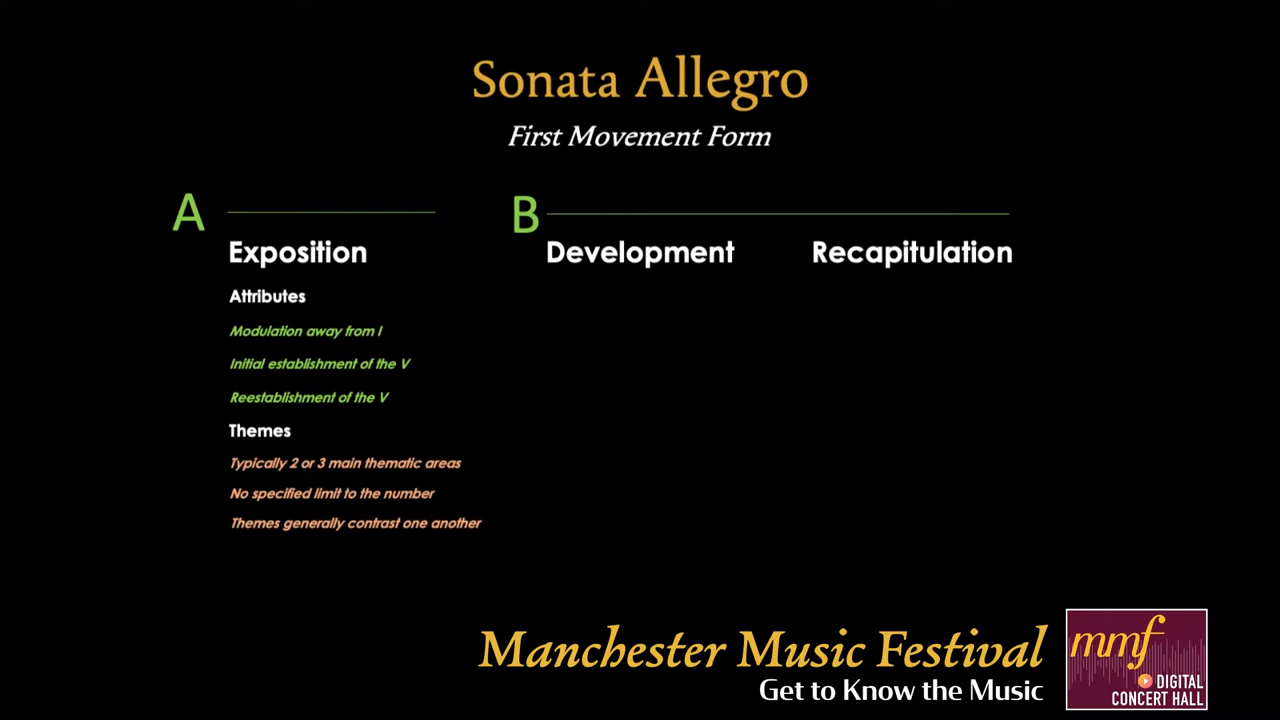 Sonata Allegro
First Movement Form
A
Exposition
Attributes
Modulation away from I
Initial establishment of the V
Reestablishment of the V
Themes
Typically 2 or 3 main thematic areas
No specified limit to the number
Themes generally contrast one another
B
Development
Recapitulation
Manchester Music Festival
Get to Know the Music
mmf
DIGITAL
CONCERT HALL